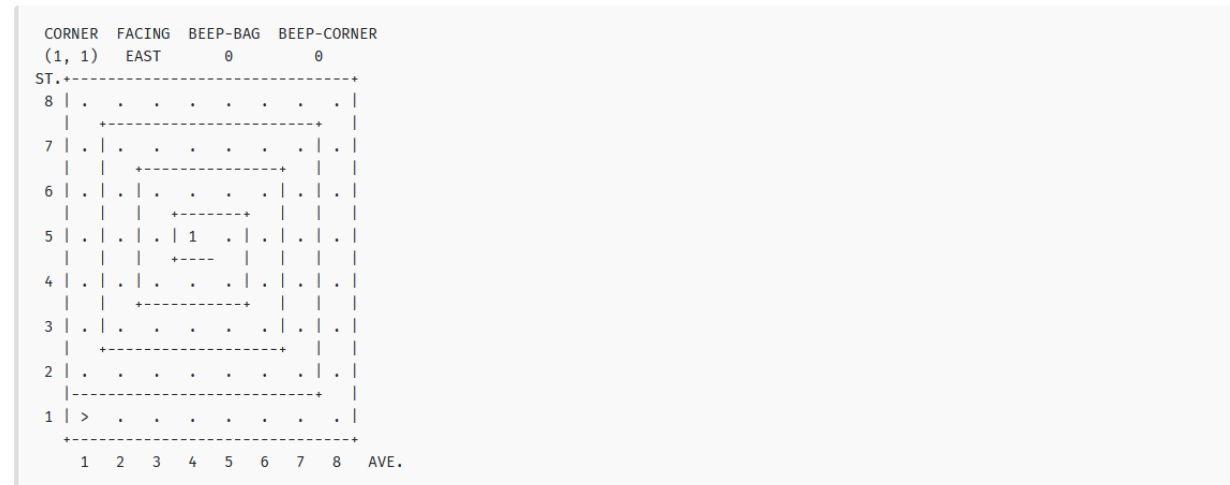 CORNER  FACING  BEEP-BAG  BEEP-CORNER
(1, 1)   EAST       0         0
ST.+-------------------------------+
 8 | .   .   .   .   .   .   .   . |
   |   +-----------------------+   |
 7 | . | .   .   .   .   .   . | . |
   |   |   +---------------+   |   |
 6 | . | . | .   .   .   . | . | . |
   |   |   |   +-------+   |   |   |
 5 | . | . | . | 1   . | . | . | . |
   |   |   |   +----   |   |   |   |
 4 | . | . | .   .   . | . | . | . |
   |   |   +-----------+   |   |   |
 3 | . | .   .   .   .   . | . | . |
   |   +-------------------+   |   |
 2 | .   .   .   .   .   .   . | . |
   |---------------------------+   |
 1 | >   .   .   .   .   .   .   . |
   +-------------------------------+
     1   2   3   4   5   6   7   8   AVE.